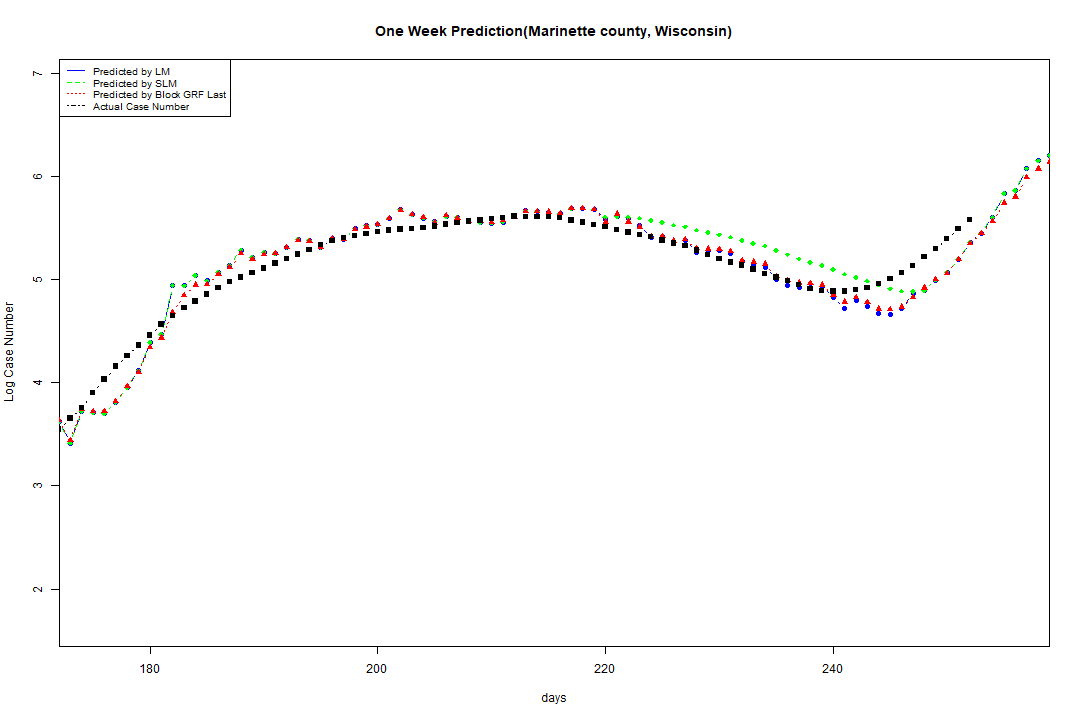 One Week Prediction(Marinette county, Wisconsin)
Predicted by LM
Predicted by SLM
Predicted by Block GRF Last
Actual Case Number
7
6
5
4
3
2
Log Case Number
180 200 220 240
days